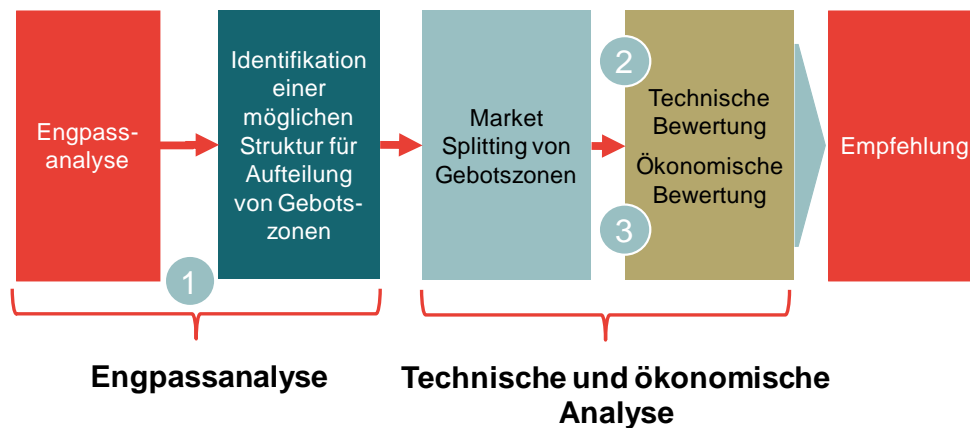 Engpass-
analyse
1
Identifikation
einer
möglichen
Struktur für
Aufteilung
von Gebots-
zonen
Market
Splitting von
Gebotszonen
2
Technische
Bewertung
Ökonomische
Bewertung
3
Empfehlung
Engpassanalyse
Technische und ökonomische
Analyse